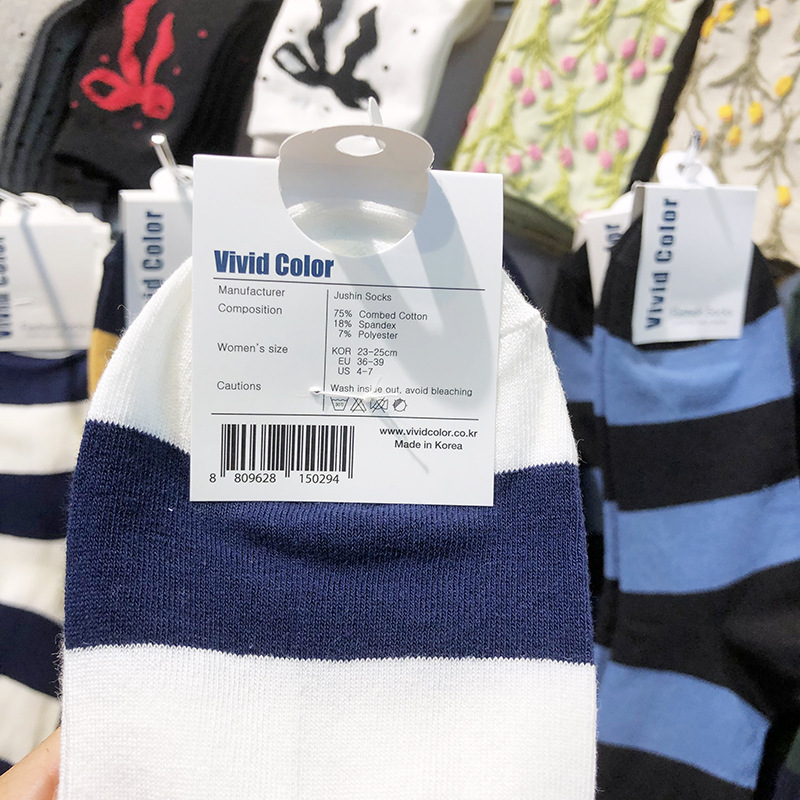 Vivid Color
Manufacturer Jushin Socks
Composition 75% Combed Cotton
18% Spandex
7% Polyester
Women's size KOR 23-25cm
EU 36-39
US 4-7
Cautions Wash inside out, avoid bleaching
www.vividcolor.co.kr
Made in Korea
8 809628 150294
Vivid Color
Vivid Color
Vivid Color